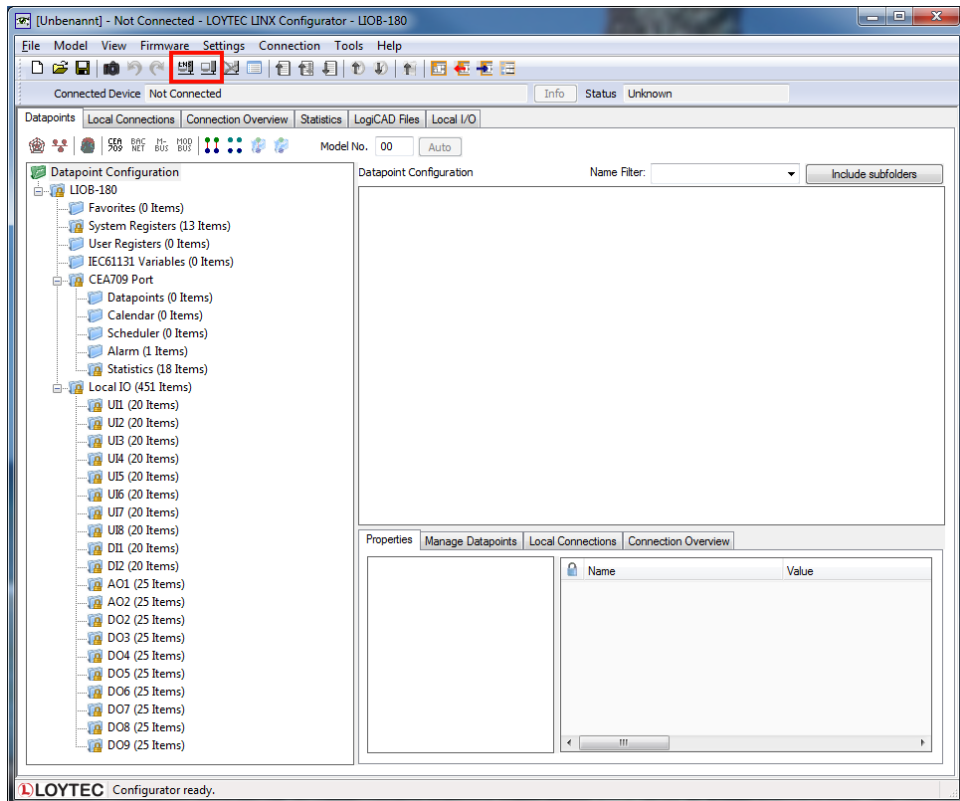 [Unbenannt] - Not Connected - LOYTEC LINX Configurator - LIOB-180
File Model View Firmware Settings Connection Tools Help
LNS
Connected Device Not Connected Info Status Unknown
Datapoints Local Connections Connection Overview Statistics LogiCAD Files Local I/O
CEA 709 BAC NET M- BUS MOD BUS Model No. 00 Auto
Datapoint Configuration
LIOB-180
Favorites (0 Items)
System Registers (13 Items)
User Registers (0 Items)
IEC61131 Variables (0 Items)
CEA709 Port
Datapoints (0 Items)
Calendar (0 Items)
Scheduler (0 Items)
Alarm (1 Items)
Statistics (18 Items)
Local IO (451 Items)
UI1 (20 Items)
UI2 (20 Items)
UI3 (20 Items)
UI4 (20 Items)
UI5 (20 Items)
UI6 (20 Items)
UI7 (20 Items)
UI8 (20 Items)
DI1 (20 Items)
DI2 (20 Items)
AO1 (25 Items)
AO2 (25 Items)
DO2 (25 Items)
DO3 (25 Items)
DO4 (25 Items)
DO5 (25 Items)
DO6 (25 Items)
DO7 (25 Items)
DO8 (25 Items)
DO9 (25 Items)
Datapoint Configuration Name Filter: Include subfolders
Properties Manage Datapoints Local Connections Connection Overview
Name Value
LOYTEC Configurator ready.